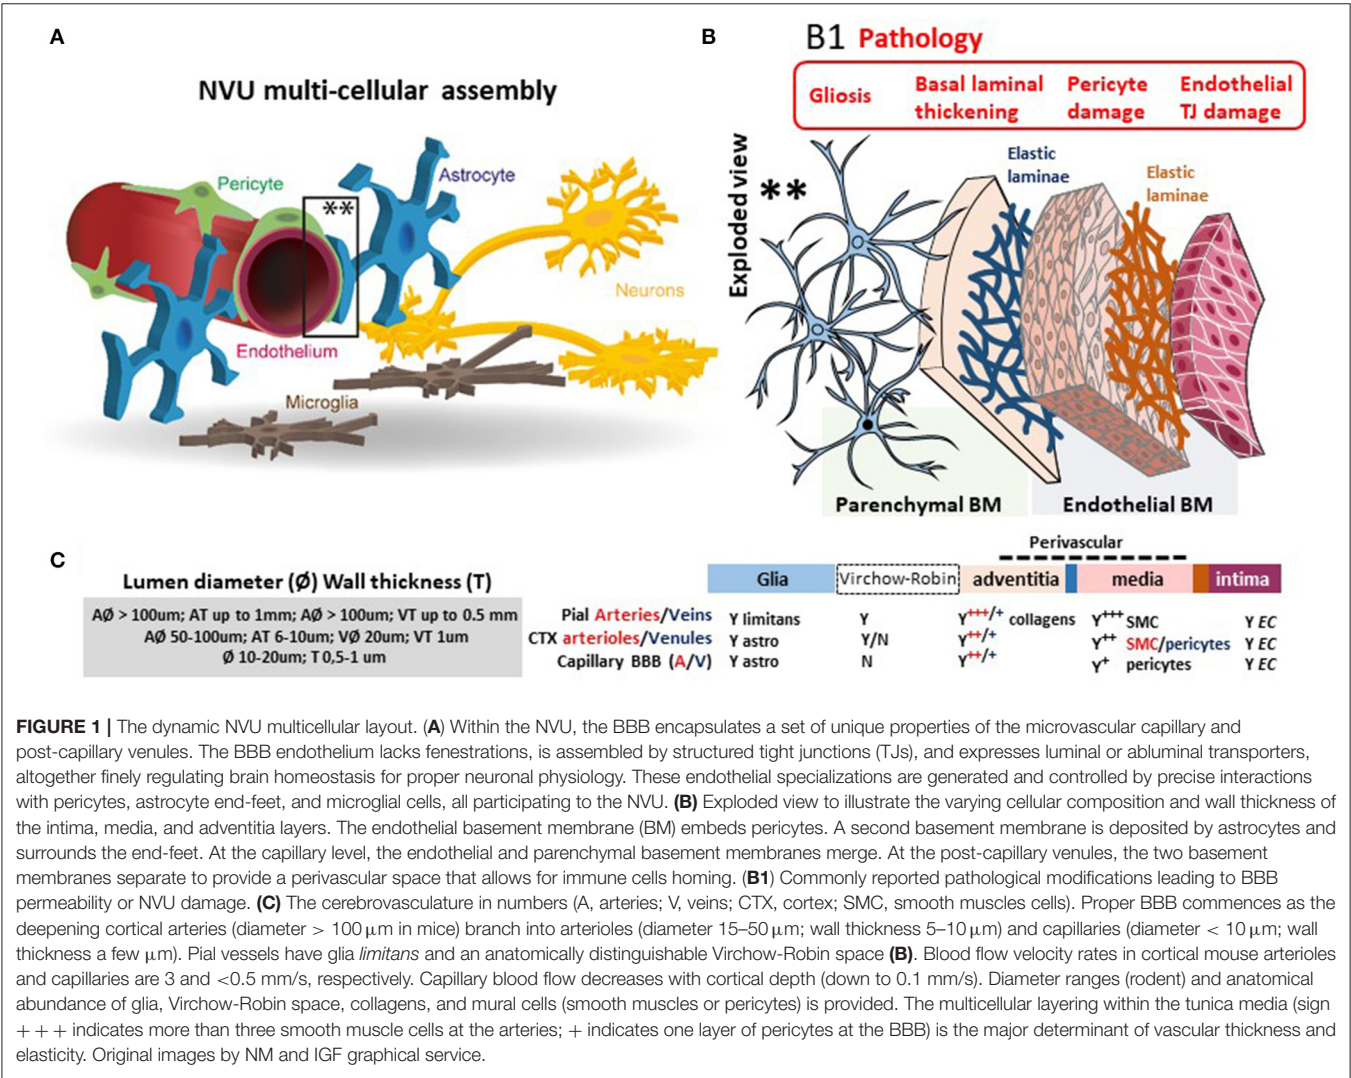 A
NVU multi-cellular assembly
Pericyte
**
Astrocyte
Neurons
Endothelium
Microglia
B
B1 Pathology
Gliosis
Basal laminal thickening
Pericyte damage
Endothelial TJ damage
Exploded view
**
Elastic laminae
Elastic laminae
Parenchymal BM
Endothelial BM
C
Lumen diameter (Ø) Wall thickness (T)
AØ > 100um; AT up to 1mm; AØ > 100um; VT up to 0.5 mm
AØ 50-100um; AT 6-10um; VØ 20um; VT 1um
Ø 10-20um; T 0,5-1 um
Perivascular
Glia Virchow-Robin adventitia media intima
Pial Arteries/Veins Y limitans Y Y+++/+ collagens Y+++ SMC Y EC
CTX arterioles/Venules Y astro Y/N Y++/+ Y++ SMC/pericytes Y EC
Capillary BBB (A/V) Y astro N Y++/+ Y+ pericytes Y EC
FIGURE 1 | The dynamic NVU multicellular layout. (A) Within the NVU, the BBB encapsulates a set of unique properties of the microvascular capillary and
post-capillary venules. The BBB endothelium lacks fenestrations, is assembled by structured tight junctions (TJs), and expresses luminal or abluminal transporters,
altogether finely regulating brain homeostasis for proper neuronal physiology. These endothelial specializations are generated and controlled by precise interactions
with pericytes, astrocyte end-feet, and microglial cells, all participating to the NVU. (B) Exploded view to illustrate the varying cellular composition and wall thickness of
the intima, media, and adventitia layers. The endothelial basement membrane (BM) embeds pericytes. A second basement membrane is deposited by astrocytes and
surrounds the end-feet. At the capillary level, the endothelial and parenchymal basement membranes merge. At the post-capillary venules, the two basement
membranes separate to provide a perivascular space that allows for immune cells homing. (B1) Commonly reported pathological modifications leading to BBB
permeability or NVU damage. (C) The cerebrovasculature in numbers (A, arteries; V, veins; CTX, cortex; SMC, smooth muscles cells). Proper BBB commences as the
deepening cortical arteries (diameter > 100 μm in mice) branch into arterioles (diameter 15–50 μm; wall thickness 5–10 μm) and capillaries (diameter < 10 μm; wall
thickness a few μm). Pial vessels have glia limitans and an anatomically distinguishable Virchow-Robin space (B). Blood flow velocity rates in cortical mouse arterioles
and capillaries are 3 and <0.5 mm/s, respectively. Capillary blood flow decreases with cortical depth (down to 0.1 mm/s). Diameter ranges (rodent) and anatomical
abundance of glia, Virchow-Robin space, collagens, and mural cells (smooth muscles or pericytes) is provided. The multicellular layering within the tunica media (sign
+ + + indicates more than three smooth muscle cells at the arteries; + indicates one layer of pericytes at the BBB) is the major determinant of vascular thickness and
elasticity. Original images by NM and IGF graphical service.